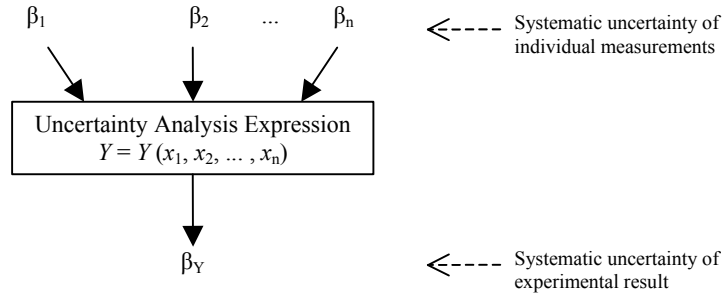 β1 β2 ... βn
Systematic uncertainty of
individual measurements
Uncertainty Analysis Expression
Y = Y (x1, x2, ... , xn)
βY
Systematic uncertainty of
experimental result